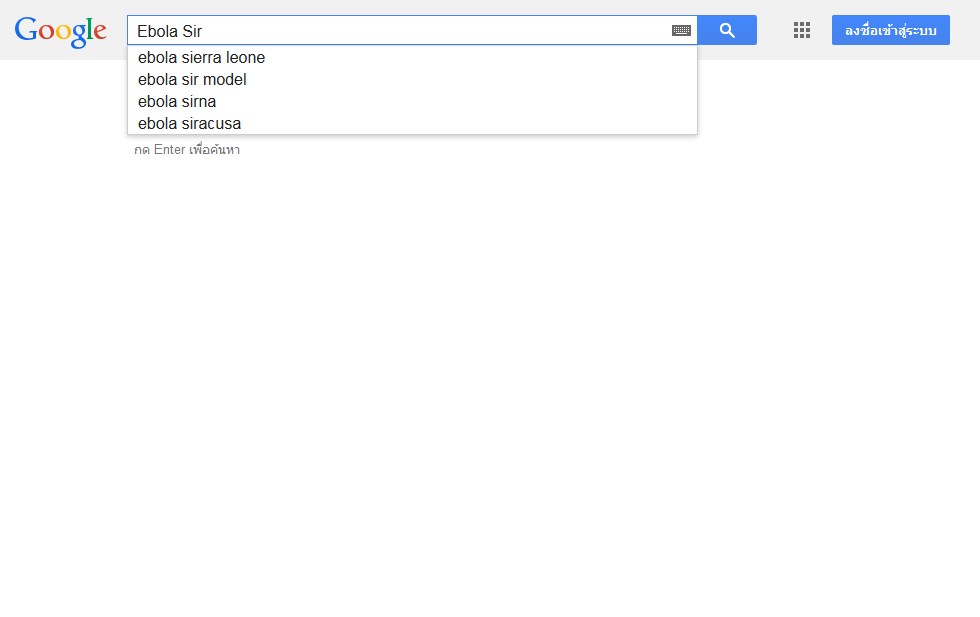 Google
Ebola Sir
ลงชื่อเข้าสู่ระบบ
ebola sierra leone
ebola sir model
ebola sirna
ebola siracusa
กด Enter เพื่อค้นหา